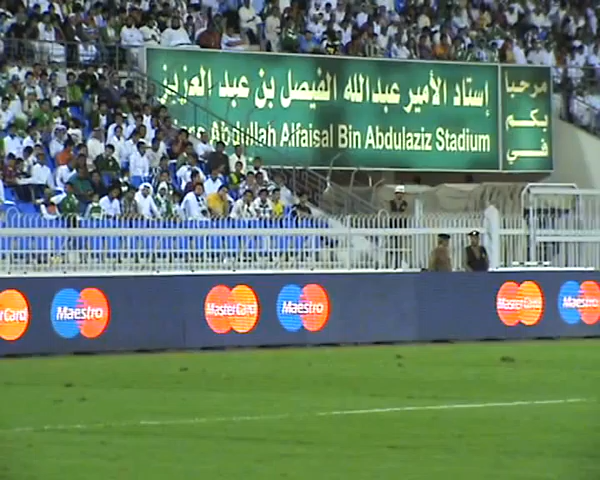 إستاد الأمير عبدالله الفيصل بن عبد العزيز
Abdullah Alfaisal Bin Abdulaziz Stadium
مرحبا
بكم
في
MasterCard
Maestro
MasterCard
Maestro
MasterCard
Maestro